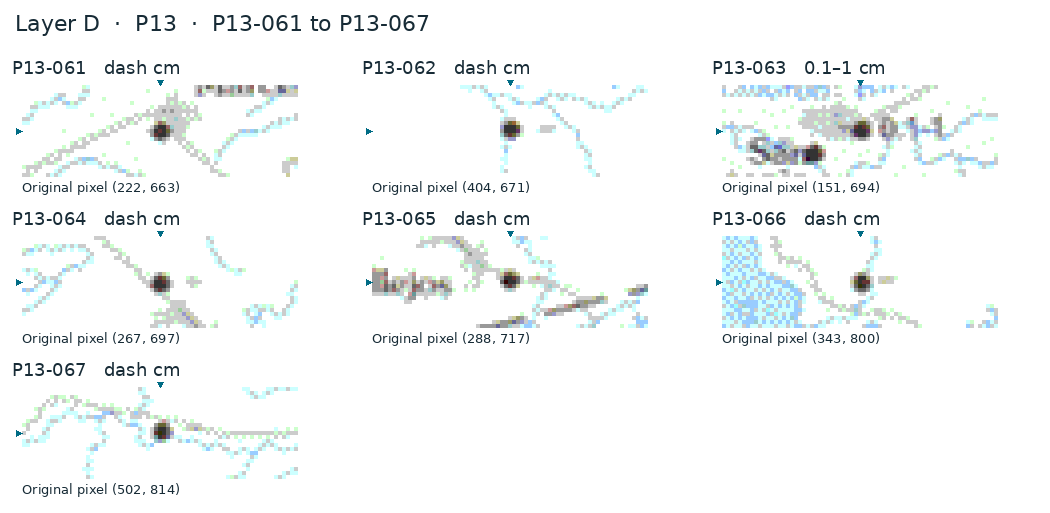 Layer D · P13 · P13-061 to P13-067
P13-061 dash cm
P13-062 dash cm
P13-063 0.1–1 cm
Original pixel (222, 663)
Original pixel (404, 671)
Original pixel (151, 694)
P13-064 dash cm
P13-065 dash cm
P13-066 dash cm
Original pixel (267, 697)
Original pixel (288, 717)
Original pixel (343, 800)
P13-067 dash cm
Original pixel (502, 814)